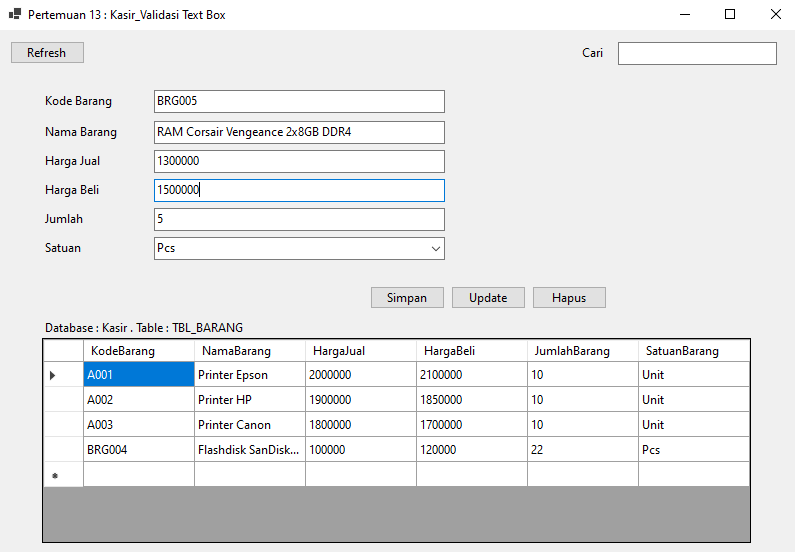 Pertemuan 13 : Kasir_Validasi Text Box
Refresh
Cari
Kode Barang BRG005
Nama Barang RAM Corsair Vengeance 2x8GB DDR4
Harga Jual 1300000
Harga Beli 1500000
Jumlah 5
Satuan Pcs
Simpan Update Hapus
Database : Kasir . Table : TBL_BARANG
KodeBarang NamaBarang HargaJual HargaBeli JumlahBarang SatuanBarang
A001 Printer Epson 2000000 2100000 10 Unit
A002 Printer HP 1900000 1850000 10 Unit
A003 Printer Canon 1800000 1700000 10 Unit
BRG004 Flashdisk SanDisk... 100000 120000 22 Pcs